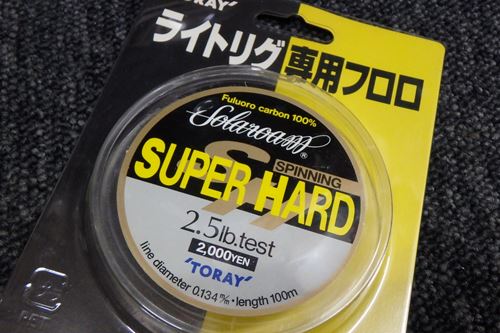 TORAY'
ライトリグ専用フロロ
Fuluoro carbon 100%
Solaroam®
SPINNING
SUPER HARD
2.5lb.test
2,000YEN
'TORAY'
line diameter 0.134㎜・length 100m
PET